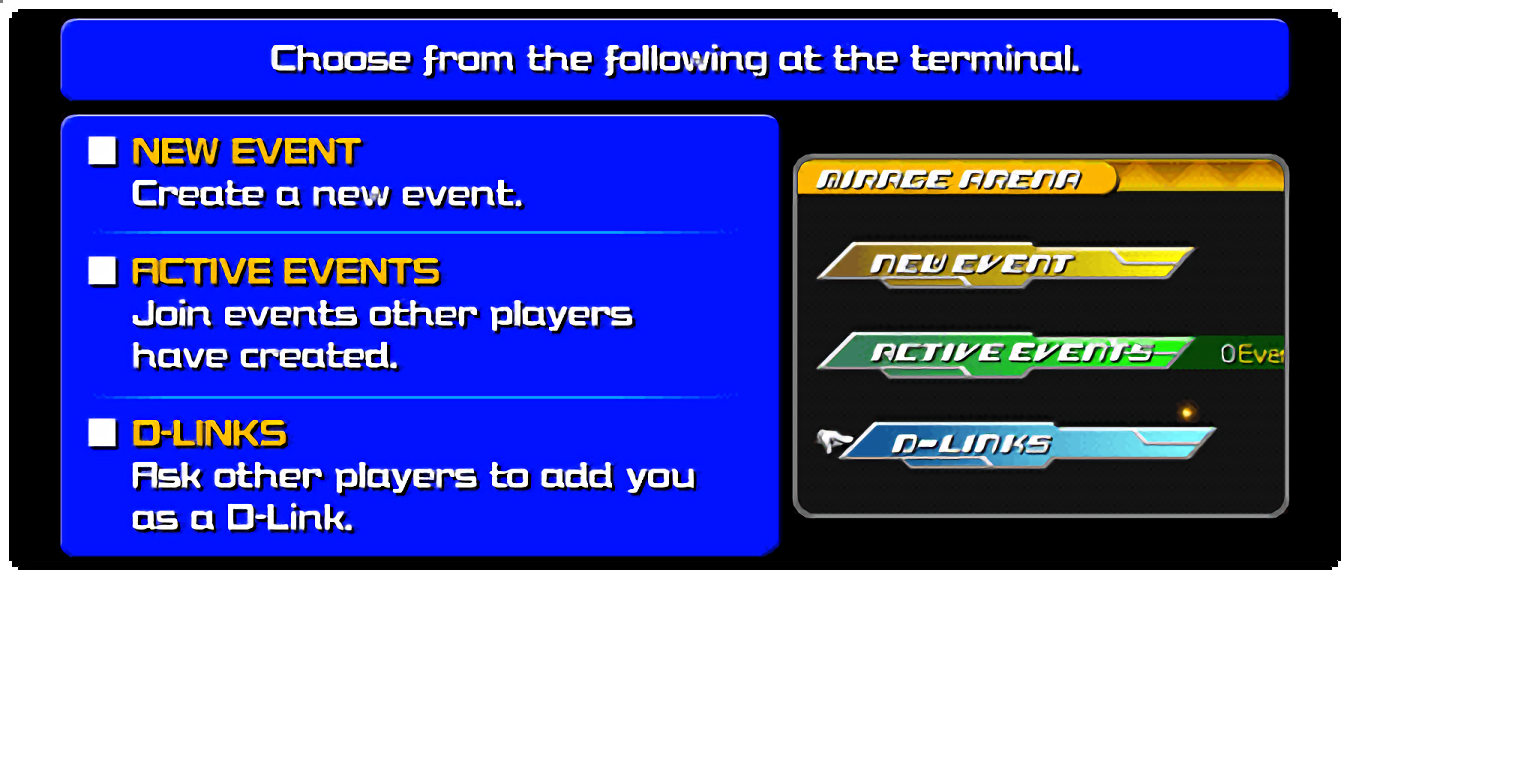 Choose from the following at the terminal.
NEW EVENT
Create a new event.
ACTIVE EVENTS
Join events other players
have created.
D-LINKS
Ask other players to add you
as a D-Link.
MIRAGE ARENA
NEW EVENT
ACTIVE EVENTS 0Even
D-LINKS